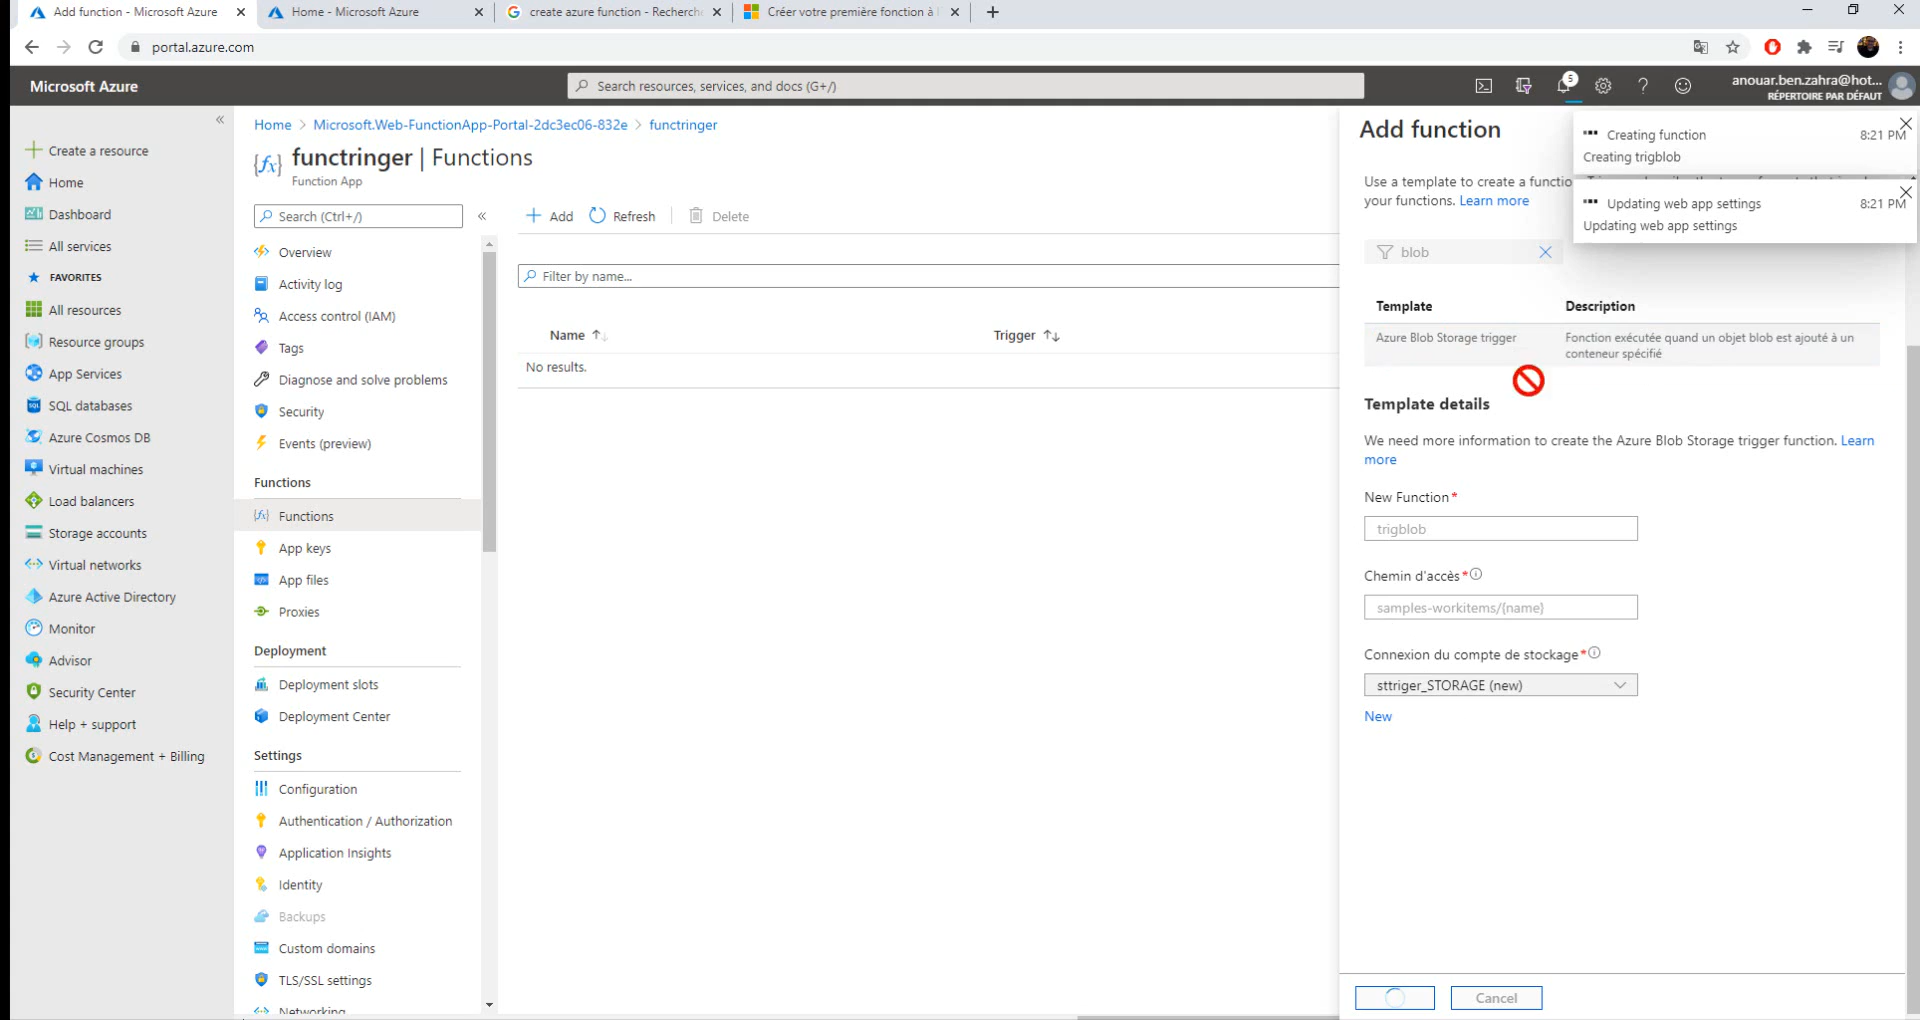 Add function - Microsoft Azure
Home - Microsoft Azure
create azure function - Recherch
Créer votre première fonction à l
portal.azure.com
Microsoft Azure
Search resources, services, and docs (G+/)
5
anouar.ben.zahra@hot...
RÉPERTOIRE PAR DÉFAUT
Create a resource
Home
Dashboard
All services
FAVORITES
All resources
Resource groups
App Services
SQL databases
Azure Cosmos DB
Virtual machines
Load balancers
Storage accounts
Virtual networks
Azure Active Directory
Monitor
Advisor
Security Center
Help + support
Cost Management + Billing
Home > Microsoft.Web-FunctionApp-Portal-2dc3ec06-832e > functringer
functringer | Functions
Function App
Search (Ctrl+/)
Overview
Activity log
Access control (IAM)
Tags
Diagnose and solve problems
Security
Events (preview)
Functions
Functions
App keys
App files
Proxies
Deployment
Deployment slots
Deployment Center
Settings
Configuration
Authentication / Authorization
Application Insights
Identity
Backups
Custom domains
TLS/SSL settings
Networking
Add
Refresh
Delete
Filter by name...
Name
Trigger
No results.
Add function
Use a template to create a functio
your functions. Learn more
Creating function
8:21 PM
Creating trigblob
Updating web app settings
8:21 PM
Updating web app settings
blob
Template
Description
Azure Blob Storage trigger
Fonction exécutée quand un objet blob est ajouté à un
conteneur spécifié
Template details
We need more information to create the Azure Blob Storage trigger function. Learn
more
New Function*
trigblob
Chemin d'accès*
samples-workitems/{name}
Connexion du compte de stockage*
sttriger_STORAGE (new)
New
Cancel